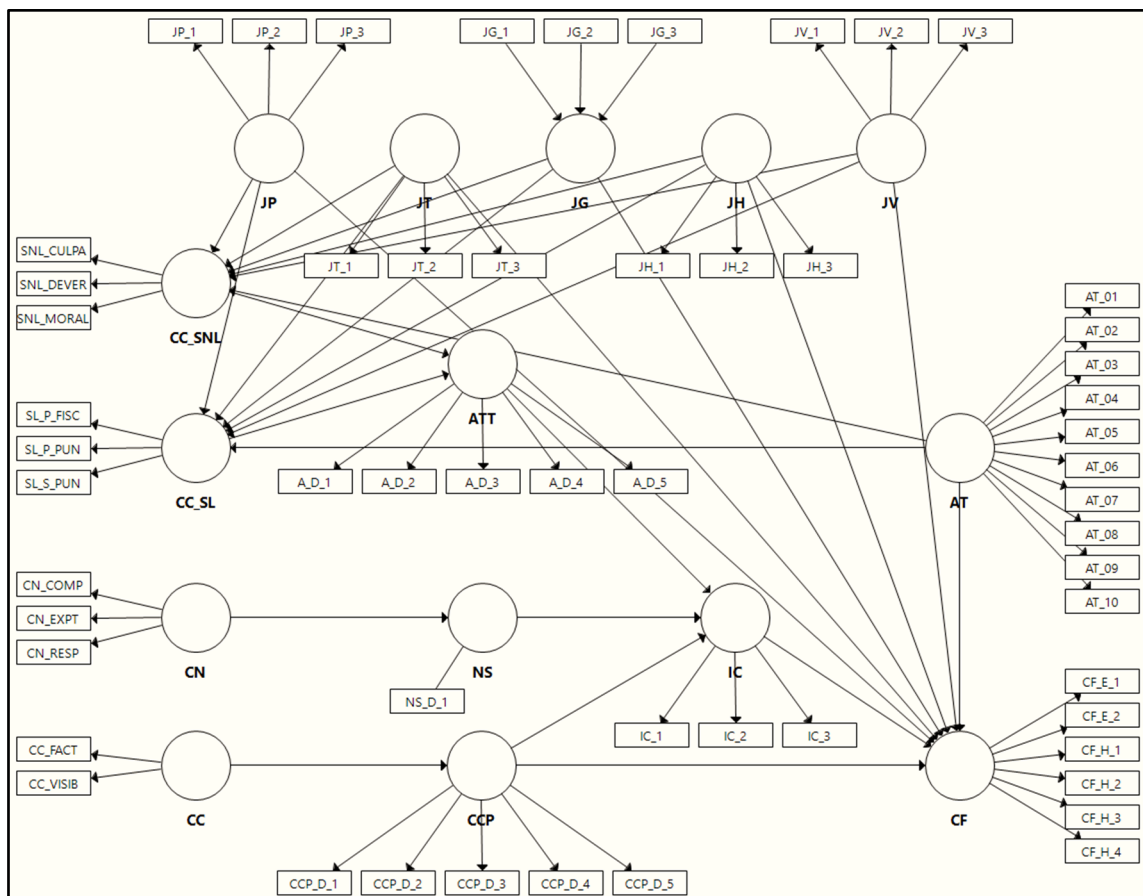 JP_1
JP_2
JP_3
JG_1
JG_2
JG_3
JV_1
JV_2
JV_3
JP
JT
JG
JH
JV
SNL_CULPA
SNL_DEVER
SNL_MORAL
CC_SNL
JT_1
JT_2
JT_3
JH_1
JH_2
JH_3
AT_01
AT_02
AT_03
AT_04
AT_05
AT_06
AT_07
AT_08
AT_09
AT_10
AT
ATT
SL_P_FISC
SL_P_PUN
SL_S_PUN
CC_SL
A_D_1
A_D_2
A_D_3
A_D_4
A_D_5
CN_COMP
CN_EXPT
CN_RESP
CN
NS
NS_D_1
IC
IC_1
IC_2
IC_3
CC_FACT
CC_VISIB
CC
CCP
CCP_D_1
CCP_D_2
CCP_D_3
CCP_D_4
CCP_D_5
CF
CF_E_1
CF_E_2
CF_H_1
CF_H_2
CF_H_3
CF_H_4